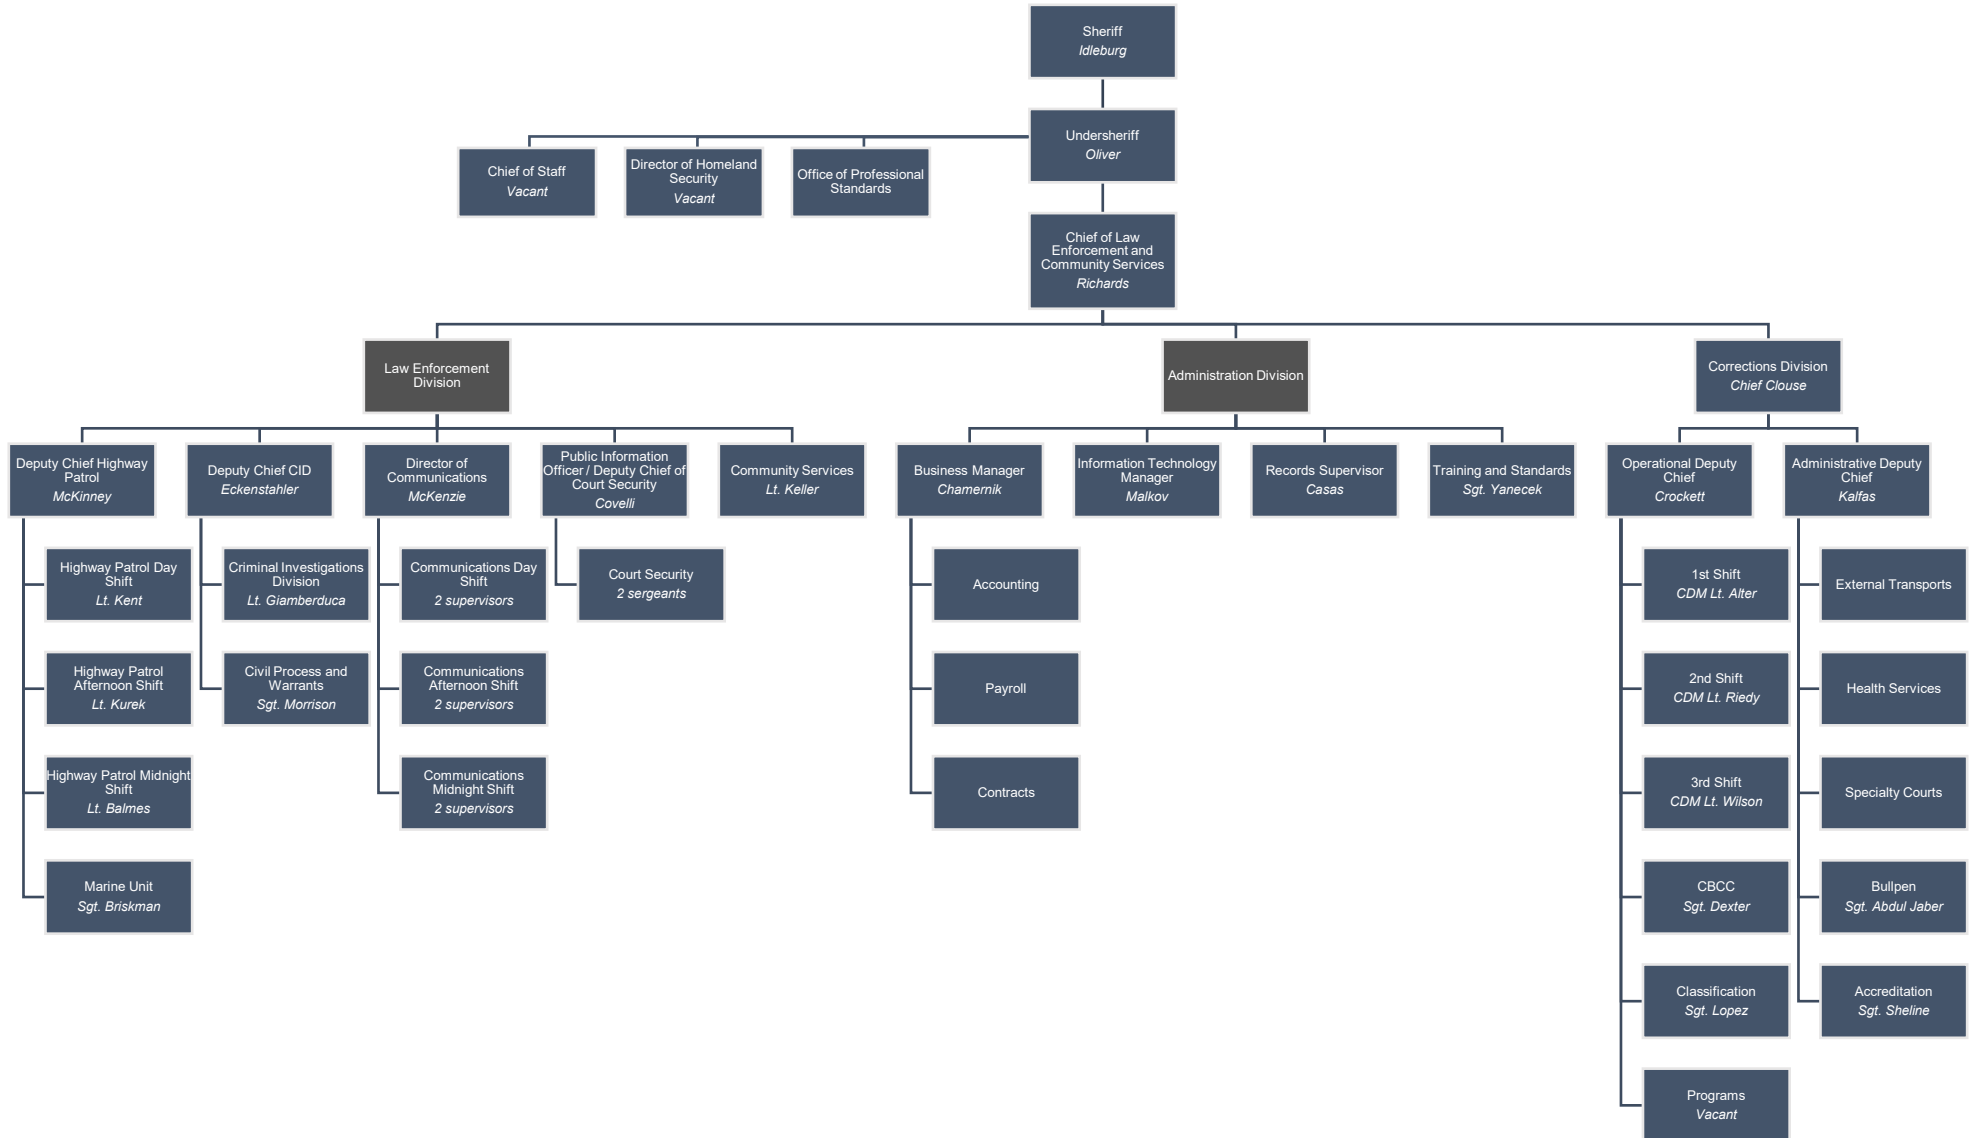 Sheriff
Idleburg
Undersheriff
Oliver
Chief of Staff
Vacant
Director of Homeland
Security
Vacant
Office of Professional
Standards
Chief of Law
Enforcement and
Community Services
Richards
Law Enforcement
Division
Administration Division
Corrections Division
Chief Clouse
Deputy Chief Highway
Patrol
McKinney
Deputy Chief CID
Eckenstahler
Director of
Communications
McKenzie
Public Information
Officer / Deputy Chief of
Court Security
Covelli
Community Services
Lt. Keller
Business Manager
Chamernik
Information Technology
Manager
Malkov
Records Supervisor
Casas
Training and Standards
Sgt. Yanecek
Operational Deputy
Chief
Crockett
Administrative Deputy
Chief
Kalfas
Highway Patrol Day
Shift
Lt. Kent
Criminal Investigations
Division
Lt. Giamberduca
Communications Day
Shift
2 supervisors
Court Security
2 sergeants
Accounting
1st Shift
CDM Lt. Alter
External Transports
Highway Patrol
Afternoon Shift
Lt. Kurek
Civil Process and
Warrants
Sgt. Morrison
Communications
Afternoon Shift
2 supervisors
Payroll
2nd Shift
CDM Lt. Riedy
Health Services
Highway Patrol Midnight
Shift
Lt. Balmes
Communications
Midnight Shift
2 supervisors
Contracts
3rd Shift
CDM Lt. Wilson
Specialty Courts
Marine Unit
Sgt. Briskman
CBCC
Sgt. Dexter
Bullpen
Sgt. Abdul Jaber
Classification
Sgt. Lopez
Accreditation
Sgt. Sheline
Programs
Vacant